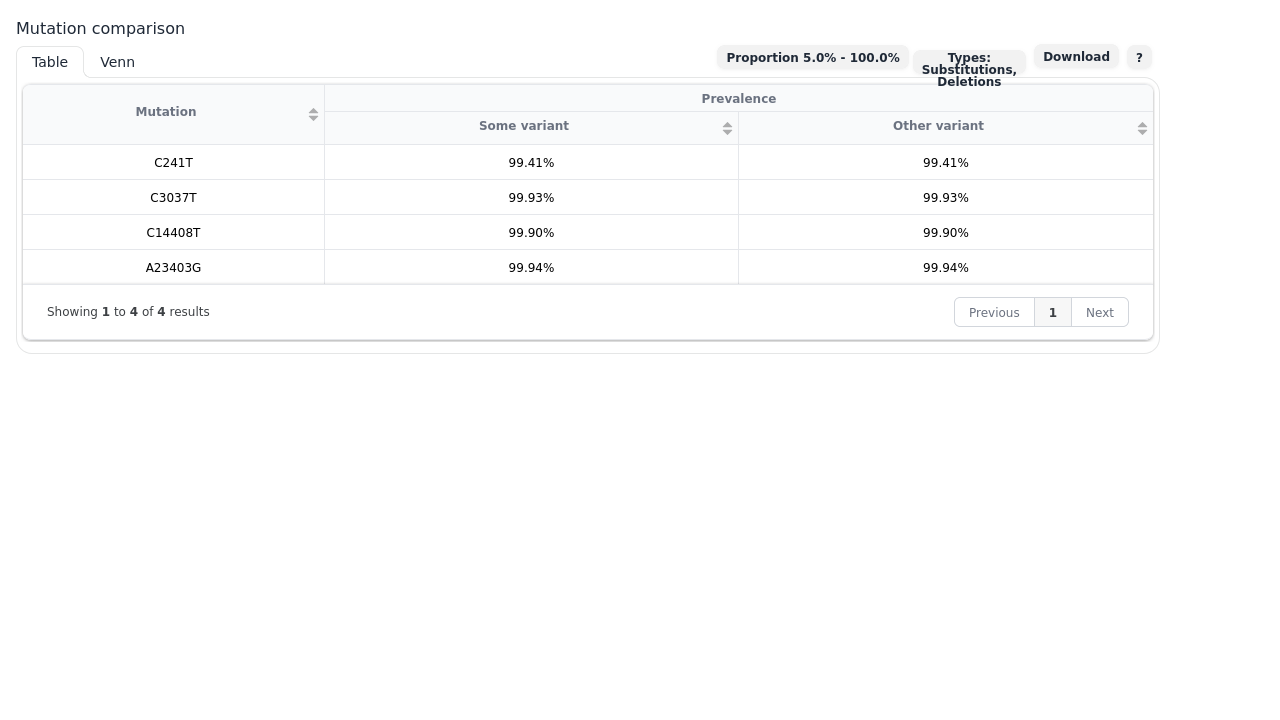 Mutation comparison
Table Venn Proportion 5.0% - 100.0% Types: Download ?
Substitutions,
Deletions
Mutation Prevalence
Some variant Other variant
C241T 99.41% 99.41%
C3037T 99.93% 99.93%
C14408T 99.90% 99.90%
A23403G 99.94% 99.94%
Showing 1 to 4 of 4 results Previous 1 Next